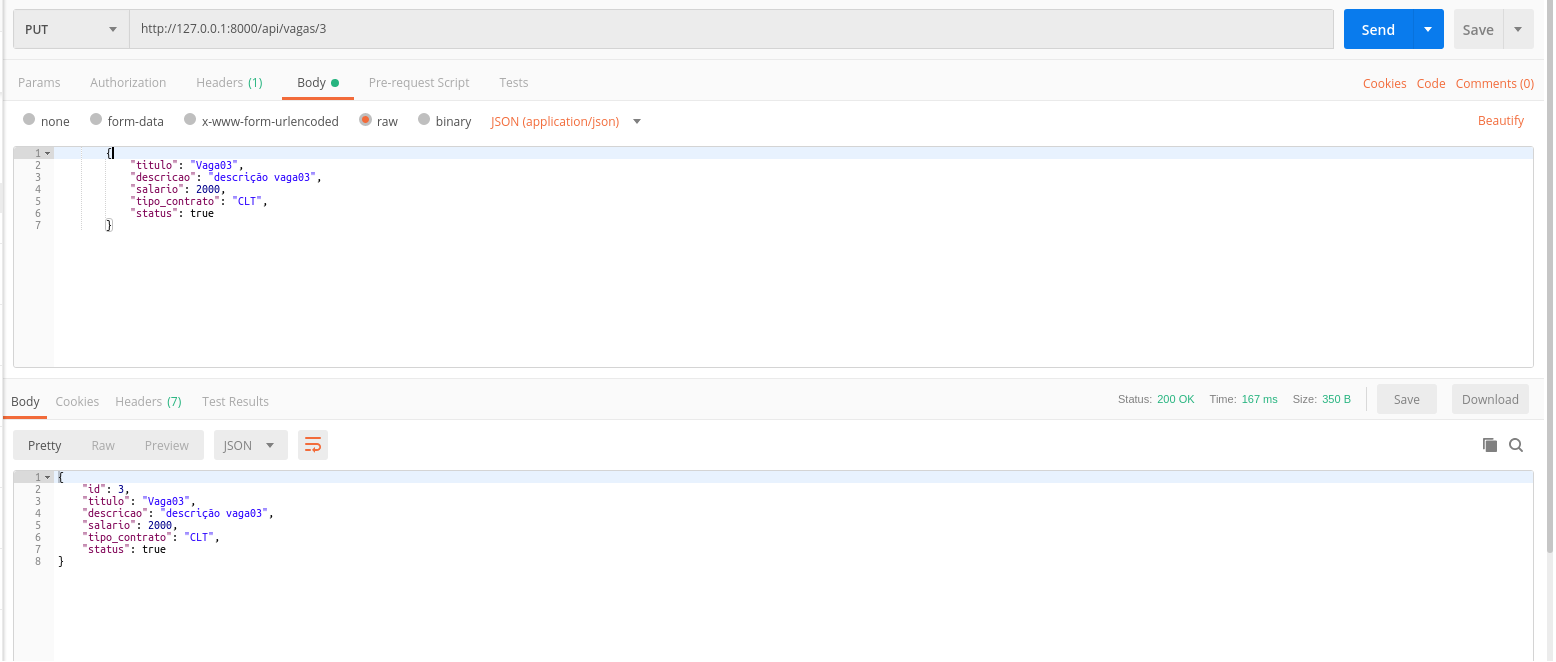 PUT http://127.0.0.1:8000/api/vagas/3 Send Save
Params Authorization Headers (1) Body Pre-request Script Tests Cookies Code Comments (0)
none form-data x-www-form-urlencoded raw binary JSON (application/json) Beautify
1 {
2 "titulo": "Vaga03",
3 "descricao": "descrição vaga03",
4 "salario": 2000,
5 "tipo_contrato": "CLT",
6 "status": true
7 }
Body Cookies Headers (7) Test Results Status: 200 OK Time: 167 ms Size: 350 B Save Download
Pretty Raw Preview JSON
1 {
2 "id": 3,
3 "titulo": "Vaga03",
4 "descricao": "descrição vaga03",
5 "salario": 2000,
6 "tipo_contrato": "CLT",
7 "status": true
8 }